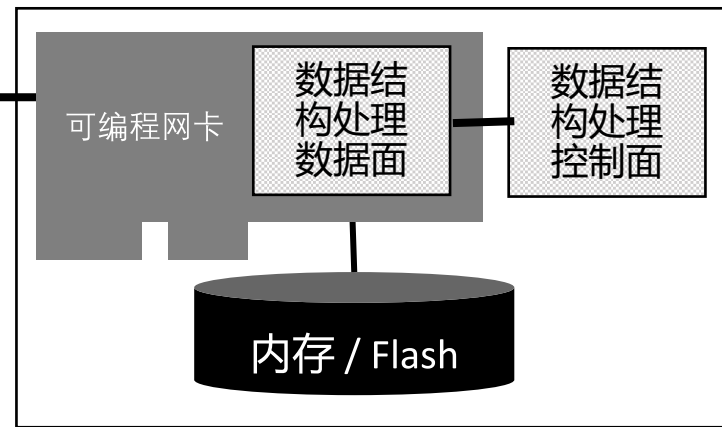 可编程网卡
数据结
构处理
数据面
数据结
构处理
控制面
内存 / Flash